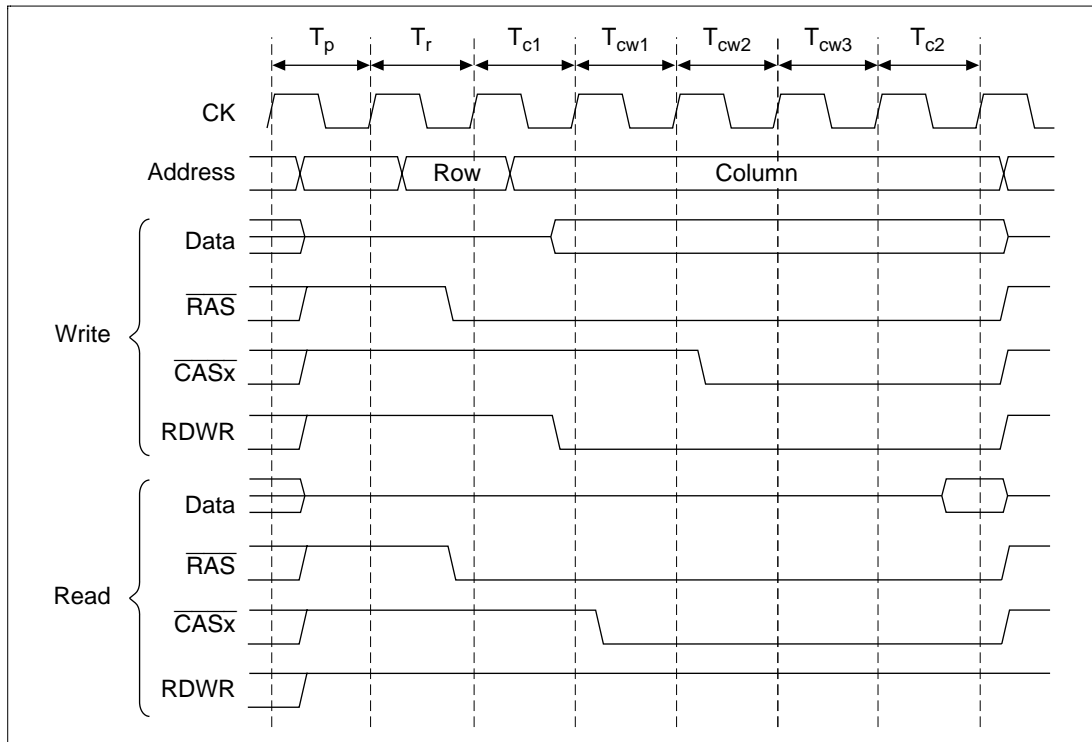 Tp Tr Tc1 Tcw1 Tcw2 Tcw3 Tc2
CK
Address Row Column
Data
RAS
Write
CASx
RDWR
Data
RAS
Read
CASx
RDWR